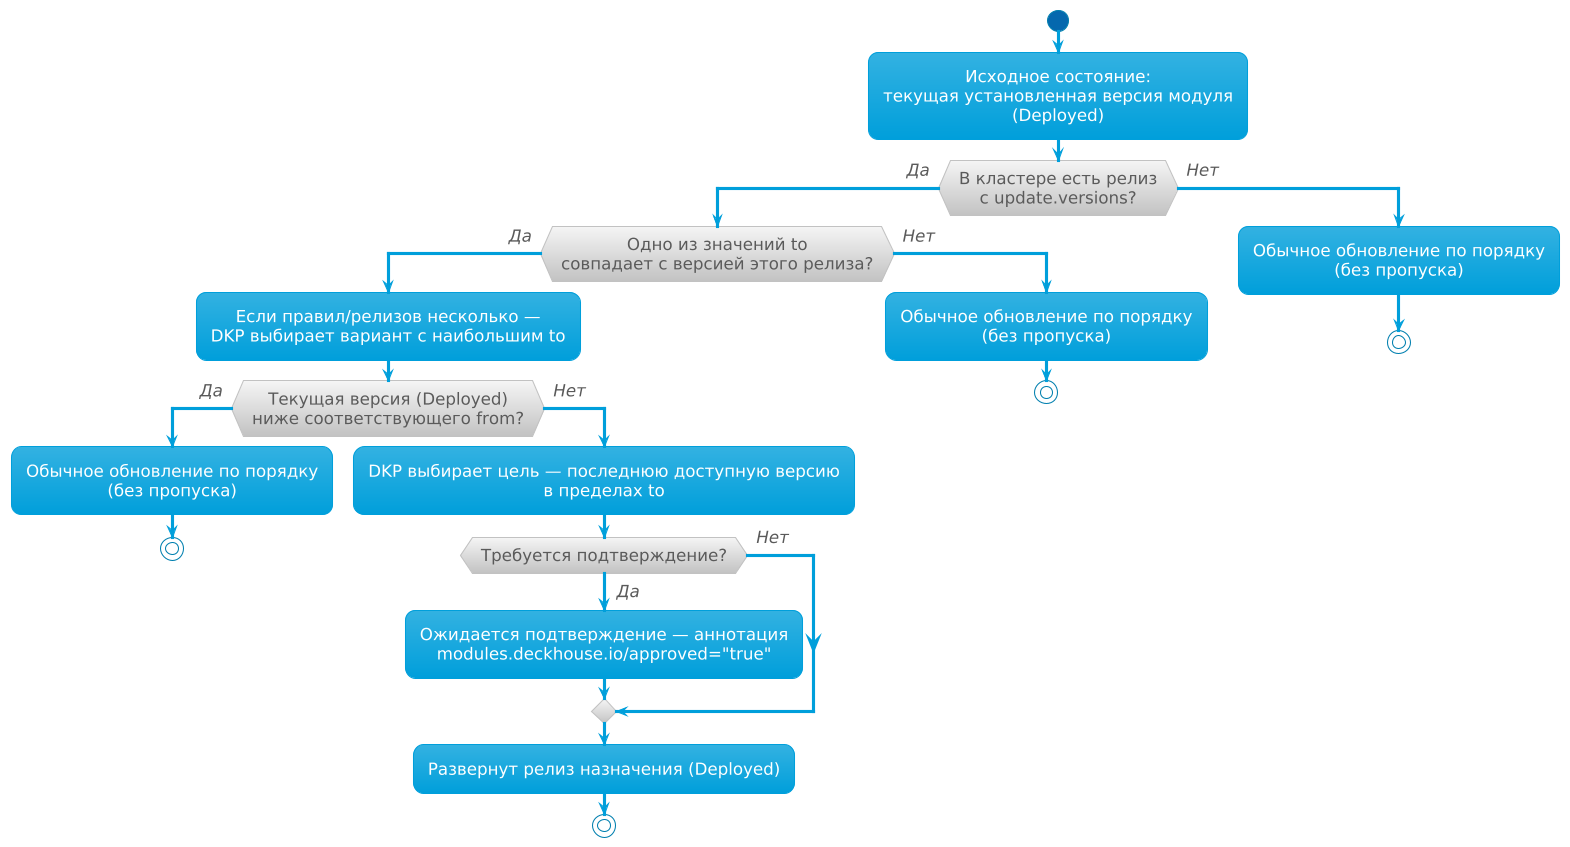 Исходное состояние:
текущая установленная версия модуля
(Deployed)
Да
В кластере есть релиз
с update.versions?
Нет
Да
Одно из значений to
совпадает с версией этого релиза?
Нет
Обычное обновление по порядку
(без пропуска)
Если правил/релизов несколько —
DKP выбирает вариант с наибольшим to
Обычное обновление по порядку
(без пропуска)
Да
Текущая версия (Deployed)
ниже соответствующего from?
Нет
Обычное обновление по порядку
(без пропуска)
DKP выбирает цель — последнюю доступную версию
в пределах to
Требуется подтверждение?
Нет
Да
Ожидается подтверждение — аннотация
modules.deckhouse.io/approved="true"
Развернут релиз назначения (Deployed)